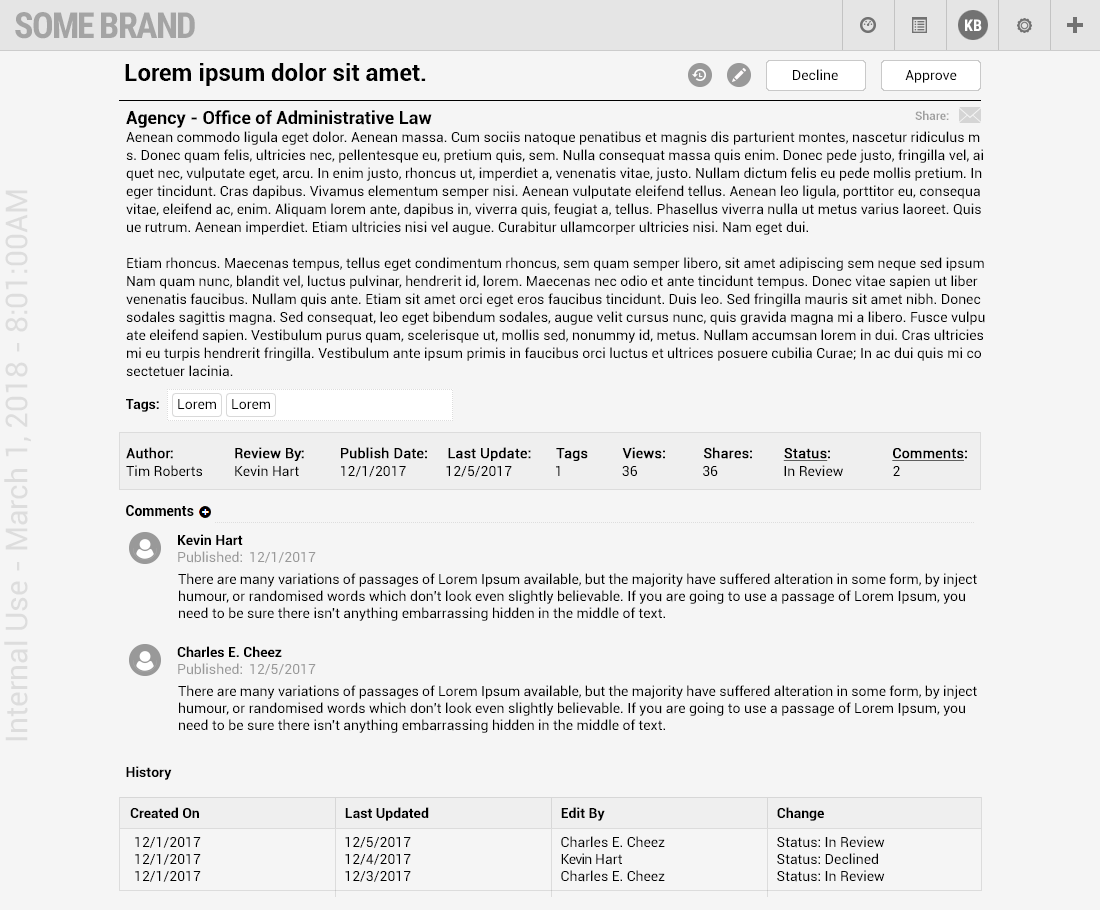 SOME BRAND
KB
Lorem ipsum dolor sit amet.
Decline
Approve
Agency - Office of Administrative Law
Share:
Aenean commodo ligula eget dolor. Aenean massa. Cum sociis natoque penatibus et magnis dis parturient montes, nascetur ridiculus m
s. Donec quam felis, ultricies nec, pellentesque eu, pretium quis, sem. Nulla consequat massa quis enim. Donec pede justo, fringilla vel, ai
quet nec, vulputate eget, arcu. In enim justo, rhoncus ut, imperdiet a, venenatis vitae, justo. Nullam dictum felis eu pede mollis pretium. In
eger tincidunt. Cras dapibus. Vivamus elementum semper nisi. Aenean vulputate eleifend tellus. Aenean leo ligula, porttitor eu, consequa
vitae, eleifend ac, enim. Aliquam lorem ante, dapibus in, viverra quis, feugiat a, tellus. Phasellus viverra nulla ut metus varius laoreet. Quis
ue rutrum. Aenean imperdiet. Etiam ultricies nisi vel augue. Curabitur ullamcorper ultricies nisi. Nam eget dui.
Etiam rhoncus. Maecenas tempus, tellus eget condimentum rhoncus, sem quam semper libero, sit amet adipiscing sem neque sed ipsum
Nam quam nunc, blandit vel, luctus pulvinar, hendrerit id, lorem. Maecenas nec odio et ante tincidunt tempus. Donec vitae sapien ut liber
venenatis faucibus. Nullam quis ante. Etiam sit amet orci eget eros faucibus tincidunt. Duis leo. Sed fringilla mauris sit amet nibh. Donec
sodales sagittis magna. Sed consequat, leo eget bibendum sodales, augue velit cursus nunc, quis gravida magna mi a libero. Fusce vulpu
ate eleifend sapien. Vestibulum purus quam, scelerisque ut, mollis sed, nonummy id, metus. Nullam accumsan lorem in dui. Cras ultricies
mi eu turpis hendrerit fringilla. Vestibulum ante ipsum primis in faucibus orci luctus et ultrices posuere cubilia Curae; In ac dui quis mi co
sectetuer lacinia.
Tags: Lorem Lorem
Author: Review By: Publish Date: Last Update: Tags Views: Shares: Status: Comments:
Tim Roberts Kevin Hart 12/1/2017 12/5/2017 1 36 36 In Review 2
Comments
Kevin Hart
Published: 12/1/2017
There are many variations of passages of Lorem Ipsum available, but the majority have suffered alteration in some form, by inject
humour, or randomised words which don't look even slightly believable. If you are going to use a passage of Lorem Ipsum, you
need to be sure there isn't anything embarrassing hidden in the middle of text.
Charles E. Cheez
Published: 12/5/2017
There are many variations of passages of Lorem Ipsum available, but the majority have suffered alteration in some form, by inject
humour, or randomised words which don't look even slightly believable. If you are going to use a passage of Lorem Ipsum, you
need to be sure there isn't anything embarrassing hidden in the middle of text.
History
Created On Last Updated Edit By Change
12/1/2017 12/5/2017 Charles E. Cheez Status: In Review
12/1/2017 12/4/2017 Kevin Hart Status: Declined
12/1/2017 12/3/2017 Charles E. Cheez Status: In Review
Internal Use - March 1, 2018 - 8:01:00AM